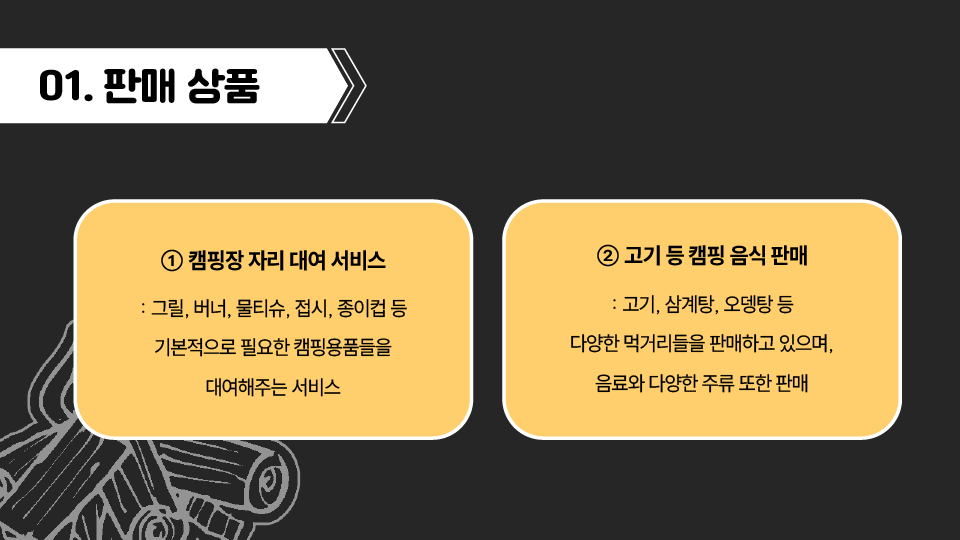 01. 판매 상품
① 캠핑장 자리 대여 서비스
: 그릴, 버너, 물티슈, 접시, 종이컵 등
기본적으로 필요한 캠핑용품들을
대여해주는 서비스
② 고기 등 캠핑 음식 판매
: 고기, 삼계탕, 오뎅탕 등
다양한 먹거리들을 판매하고 있으며,
음료와 다양한 주류 또한 판매